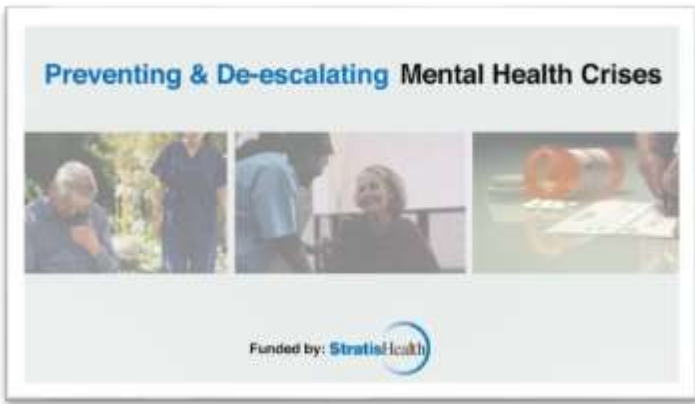 Preventing & De-escalating Mental Health Crises
Funded by: StratisHealth